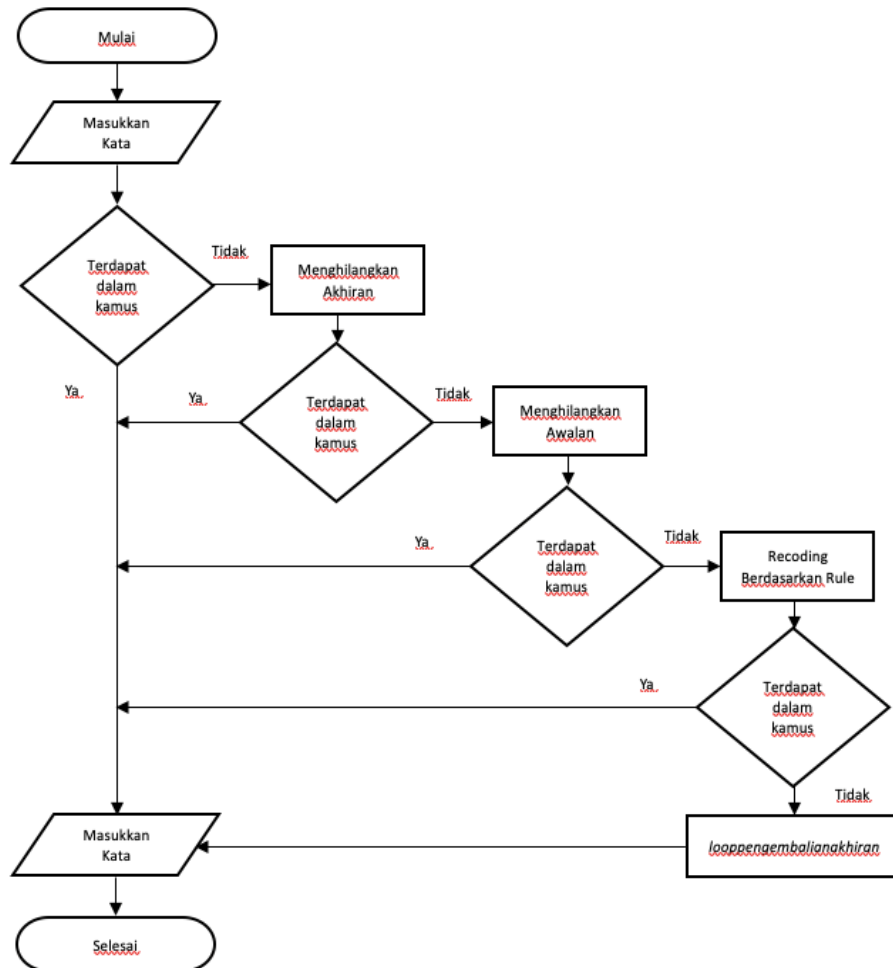 Mulai
Masukkan
Kata
Terdapat
dalam
kamus
Tidak
Menghilangkan
Akhiran
Ya
Ya
Terdapat
dalam
kamus
Tidak
Menghilangkan
Awalan
Ya
Terdapat
dalam
kamus
Tidak
Recoding
Berdasarkan Rule
Ya
Terdapat
dalam
kamus
Tidak
looppengembalianakhiran
Masukkan
Kata
Selesai